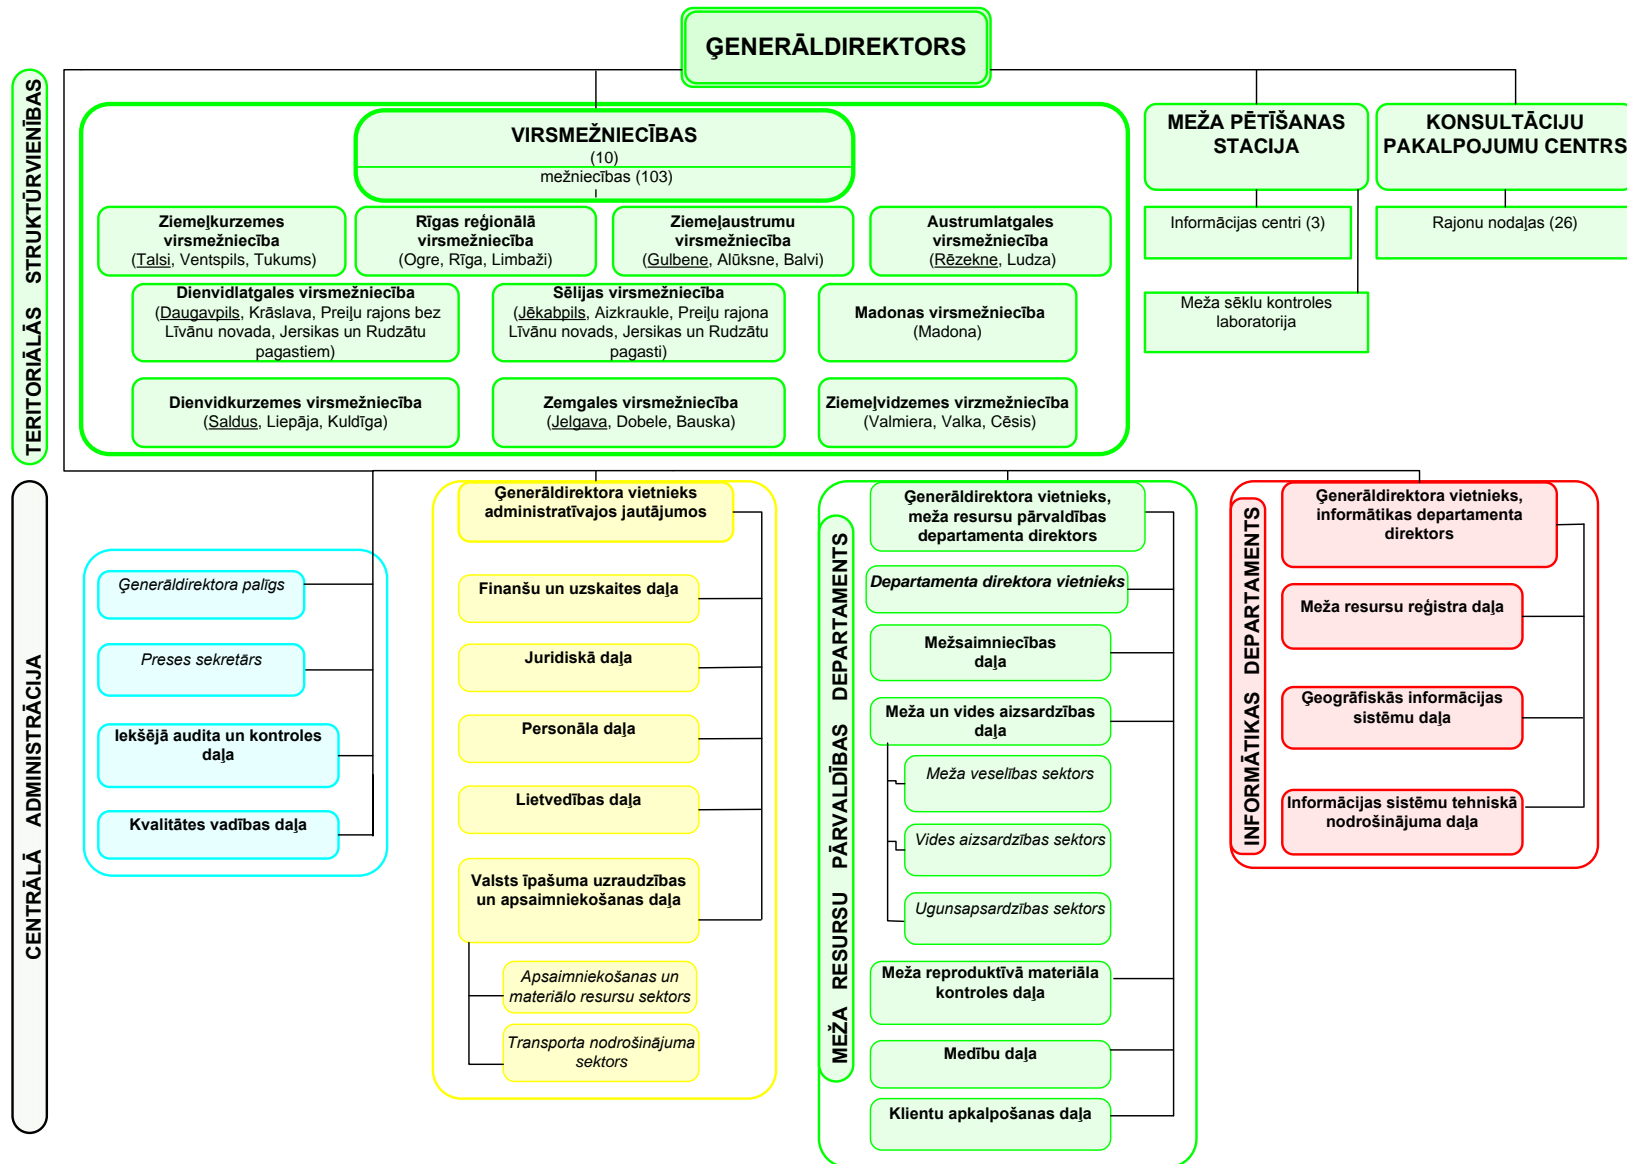 ĢENERĀLDIREKTORS
TERITORIĀLĀS STRUKTŪRVIENĪBAS
VIRSMEŽNIECĪBAS
(10)
mežniecības (103)
MEŽA PĒTĪŠANAS
STACIJA
KONSULTĀCIJU
PAKALPOJUMU CENTRS
Informācijas centri (3)
Rajonu nodaļas (26)
Meža sēklu kontroles
laboratorija
Ziemeļkurzemes
virsmežniecība
(Talsi, Ventspils, Tukums)
Rīgas reģionālā
virsmežniecība
(Ogre, Rīga, Limbaži)
Ziemeļaustrumu
virsmežniecība
(Gulbene, Alūksne, Balvi)
Austrumlatgales
virsmežniecība
(Rēzekne, Ludza)
Dienvidlatgales virsmežniecība
(Daugavpils, Krāslava, Preiļu rajons bez
Līvānu novada, Jersikas un Rudzātu
pagastiem)
Sēlijas virsmežniecība
(Jēkabpils, Aizkraukle, Preiļu rajona
Līvānu novads, Jersikas un Rudzātu
pagasti)
Madonas virsmežniecība
(Madona)
Dienvidkurzemes virsmežniecība
(Saldus, Liepāja, Kuldīga)
Zemgales virsmežniecība
(Jelgava, Dobele, Bauska)
Ziemeļvidzemes virzmežniecība
(Valmiera, Valka, Cēsis)
CENTRĀLĀ ADMINISTRĀCIJA
Ģenerāldirektora palīgs
Preses sekretārs
Iekšējā audita un kontroles
daļa
Kvalitātes vadības daļa
Ģenerāldirektora vietnieks
administratīvajos jautājumos
Finanšu un uzskaites daļa
Juridiskā daļa
Personāla daļa
Lietvedības daļa
Valsts īpašuma uzraudzības
un apsaimniekošanas daļa
Apsaimniekošanas un
materiālo resursu sektors
Transporta nodrošinājuma
sektors
MEŽA RESURSU PĀRVALDĪBAS DEPARTAMENTS
Ģenerāldirektora vietnieks,
meža resursu pārvaldības
departamenta direktors
Departamenta direktora vietnieks
Mežsaimniecības
daļa
Meža un vides aizsardzības
daļa
Meža veselības sektors
Vides aizsardzības sektors
Ugunsapsardzības sektors
Meža reproduktīvā materiāla
kontroles daļa
Medību daļa
Klientu apkalpošanas daļa
INFORMĀTIKAS DEPARTAMENTS
Ģenerāldirektora vietnieks,
informātikas departamenta
direktors
Meža resursu reģistra daļa
Ģeogrāfiskās informācijas
sistēmu daļa
Informācijas sistēmu tehniskā
nodrošinājuma daļa